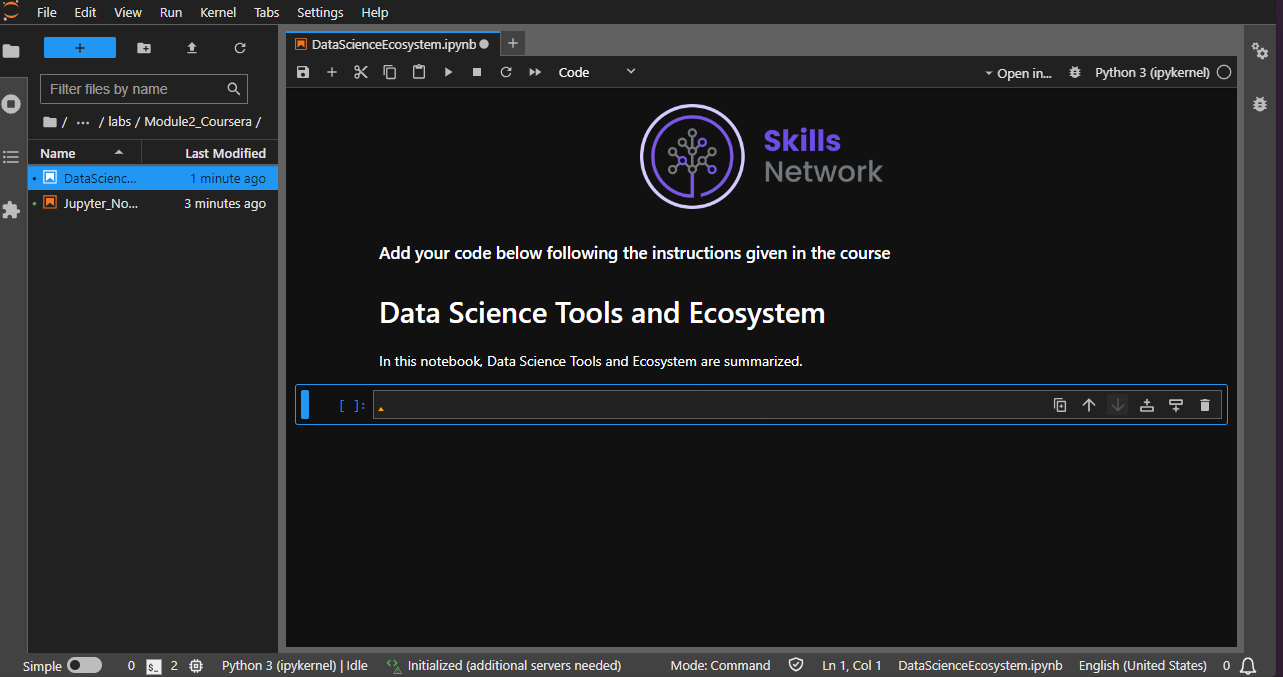 File Edit View Run Kernel Tabs Settings Help
+
Filter files by name
/ ··· / labs / Module2_Coursera /
Name Last Modified
DataScienc... 1 minute ago
Jupyter_No... 3 minutes ago
DataScienceEcosystem.ipynb
Code
Open in... Python 3 (ipykernel)
Skills
Network
Add your code below following the instructions given in the course
Data Science Tools and Ecosystem
In this notebook, Data Science Tools and Ecosystem are summarized.
[ ]:
Simple 0 $_ 2 Python 3 (ipykernel) | Idle Initialized (additional servers needed) Mode: Command Ln 1, Col 1 DataScienceEcosystem.ipynb English (United States) 0